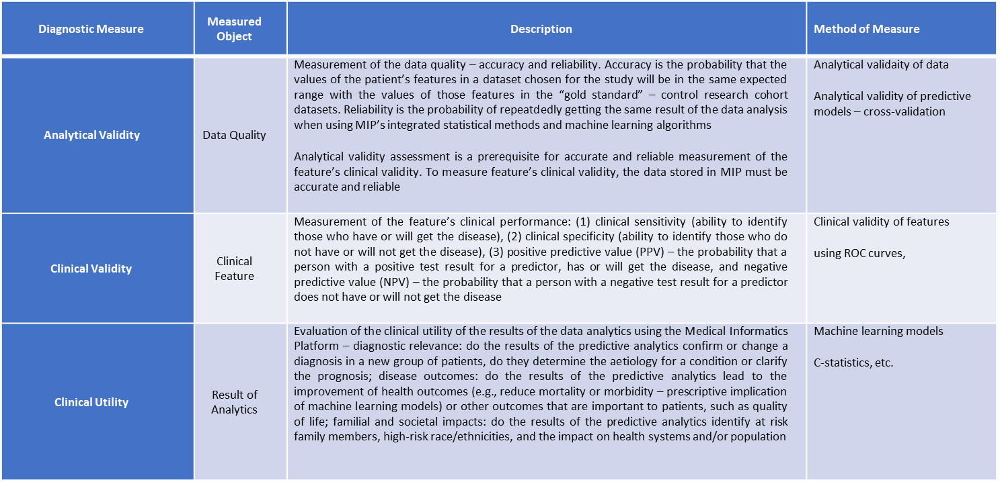 Diagnostic Measure
Measured
Object
Description
Method of Measure
Analytical Validity
Data Quality
Measurement of the data quality – accuracy and reliability. Accuracy is the probability that the
values of the patient’s features in a dataset chosen for the study will be in the same expected
range with the values of those features in the “gold standard” – control research cohort
datasets. Reliability is the probability of repeatdedly getting the same result of the data analysis
when using MIP’s integrated statistical methods and machine learning algorithms
Analytical validity assessment is a prerequisite for accurate and reliable measurement of the
feature’s clinical validity. To measure feature’s clinical validity, the data stored in MIP must be
accurate and reliable
Analytical validaity of data
Analytical validity of predictive
models – cross-validation
Clinical Validity
Clinical
Feature
Measurement of the feature’s clinical performance: (1) clinical sensitivity (ability to identify
those who have or will get the disease), (2) clinical specificity (ability to identify those who do
not have or will not get the disease), (3) positive predictive value (PPV) – the probability that a
person with a positive test result for a predictor, has or will get the disease, and negative
predictive value (NPV) – the probability that a person with a negative test result for a predictor
does not have or will not get the disease
Clinical validity of features
using ROC curves,
Clinical Utility
Result of
Analytics
Evaluation of the clinical utility of the results of the data analytics using the Medical Informatics
Platform – diagnostic relevance: do the results of the predictive analytics confirm or change a
diagnosis in a new group of patients, do they determine the aetiology for a condition or clarify
the prognosis; disease outcomes: do the results of the predictive analytics lead to the
improvement of health outcomes (e.g., reduce mortality or morbidity – prescriptive implication
of machine learning models) or other outcomes that are important to patients, such as quality
of life; familial and societal impacts: do the results of the predictive analytics identify at risk
family members, high-risk race/ethnicities, and the impact on health systems and/or population
Machine learning models
C-statistics, etc.